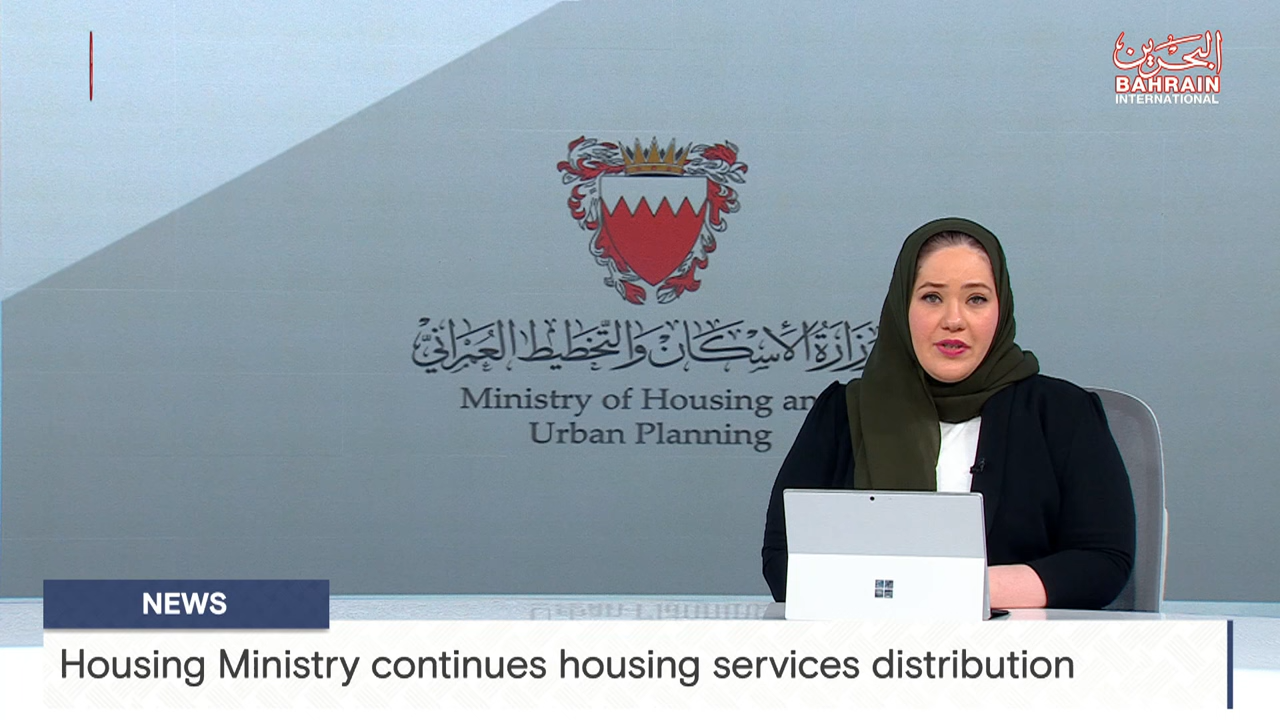 البحرين
BAHRAIN
INTERNATIONAL
وزارة الإسكان والتخطيط العمراني
Ministry of Housing an
Urban Planning
NEWS
Housing Ministry continues housing services distribution